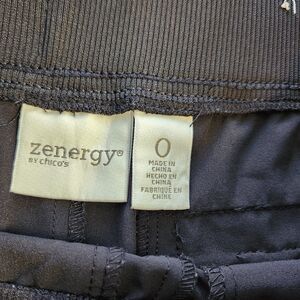 zenergy®
BY chico's
0
MADE IN
CHINA
HECHO EN
CHINA
FABRIQUÉ EN
CHINE